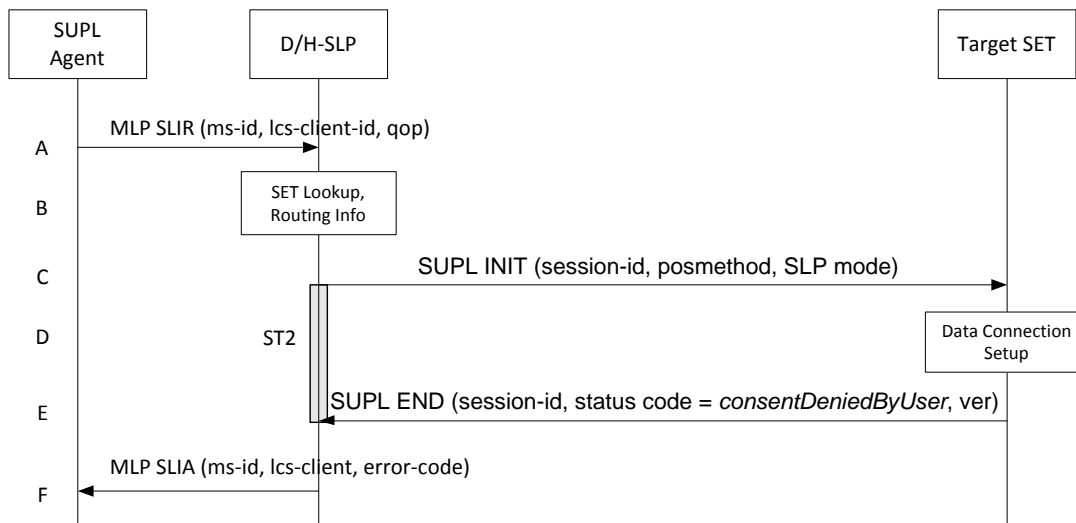 SUPL
Agent
D/H-SLP
Target SET
MLP SLIR (ms-id, lcs-client-id, qop)
A
SET Lookup,
Routing Info
B
SUPL INIT (session-id, posmethod, SLP mode)
C
Data Connection
Setup
D
ST2
SUPL END (session-id, status code = consentDeniedByUser, ver)
E
MLP SLIA (ms-id, lcs-client, error-code)
F